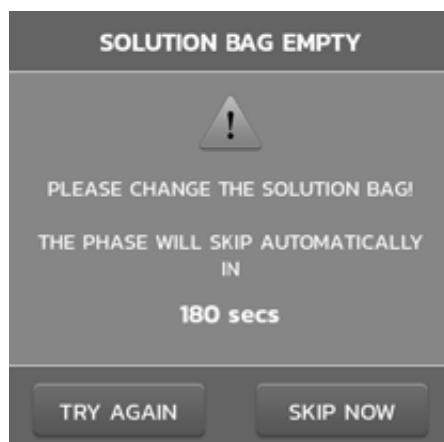 SOLUTION BAG EMPTY
!
PLEASE CHANGE THE SOLUTION BAG!
THE PHASE WILL SKIP AUTOMATICALLY
IN
180 secs
TRY AGAIN
SKIP NOW